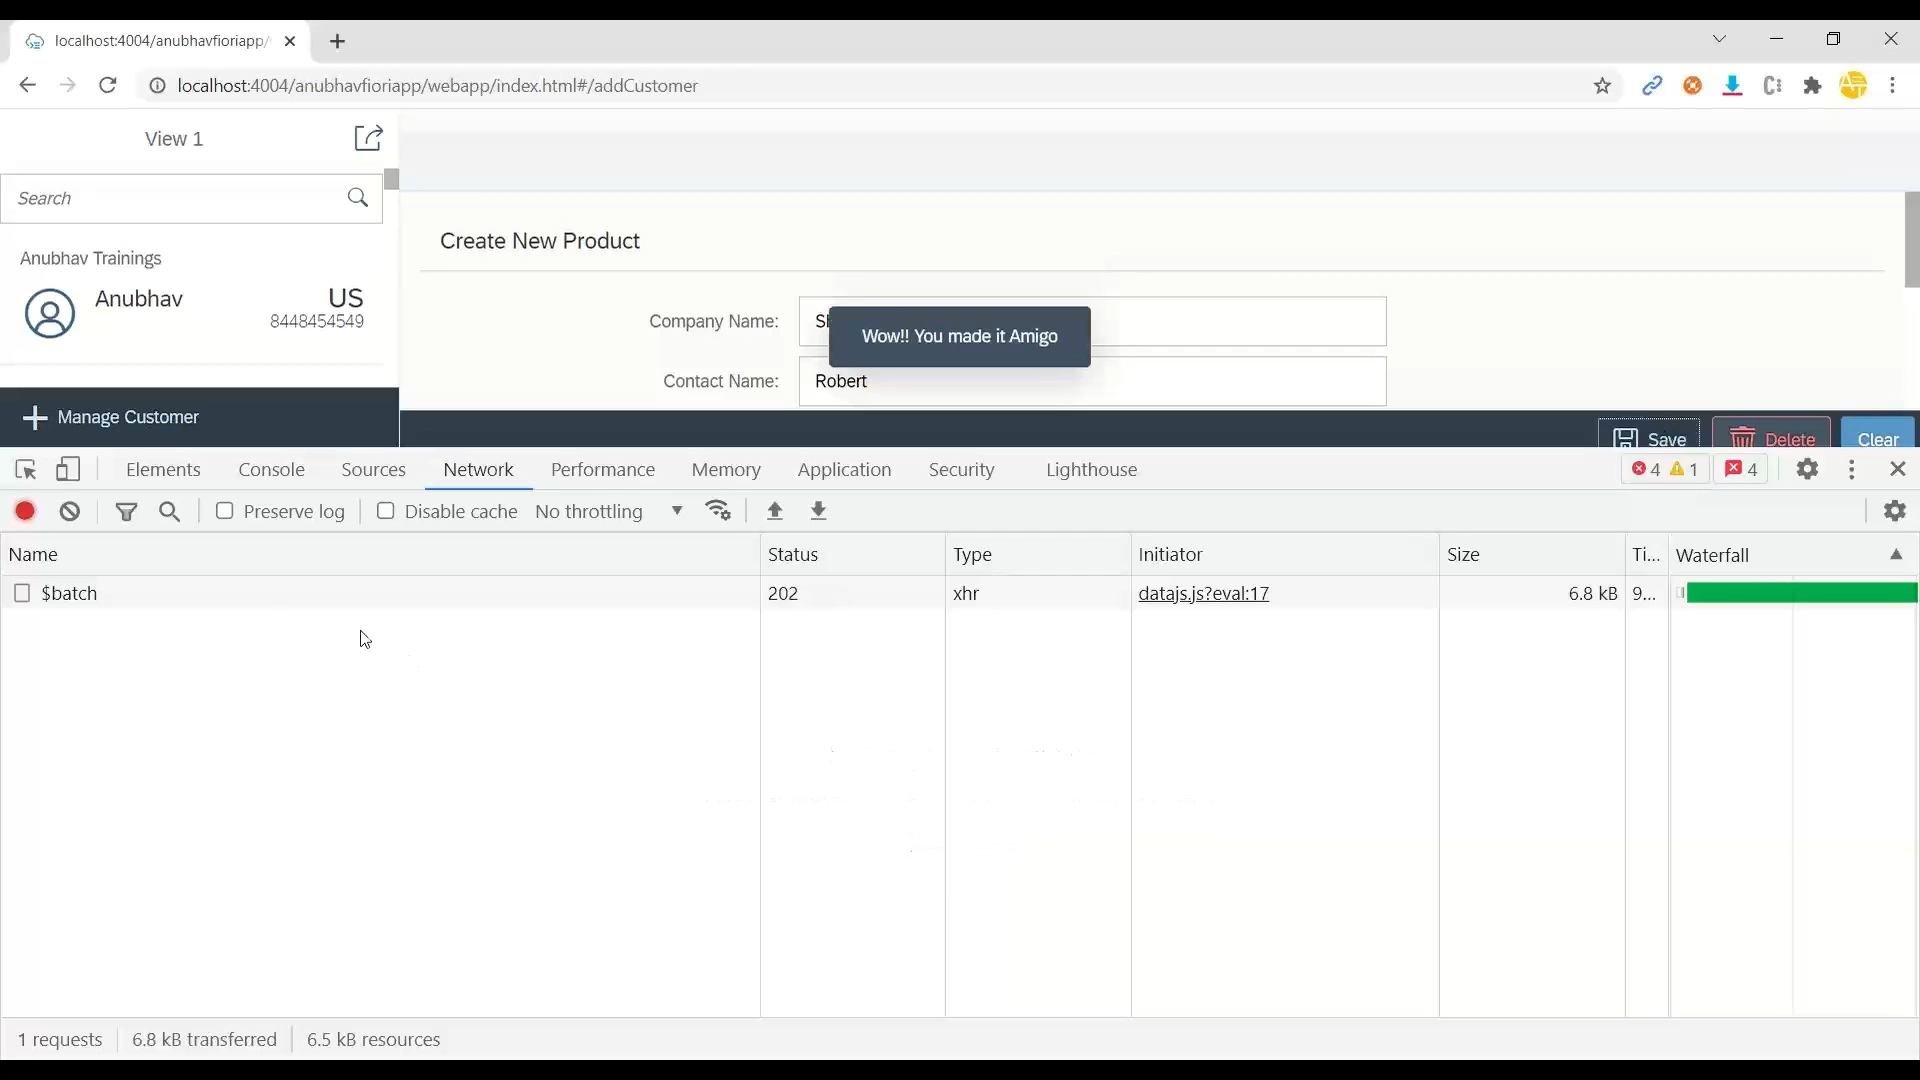 localhost:4004/anubhavfioriapp/
localhost:4004/anubhavfioriapp/webapp/index.html#/addCustomer
View 1
Search
Anubhav Trainings
Anubhav
US
8448454549
Manage Customer
Create New Product
Company Name:
Wow!! You made it Amigo
Contact Name:
Robert
Save
Delete
Clear
Elements Console Sources Network Performance Memory Application Security Lighthouse
4 1 4
Preserve log Disable cache No throttling
Name Status Type Initiator Size Ti... Waterfall
$batch 202 xhr datajs.js?eval:17 6.8 kB 9...
1 requests 6.8 kB transferred 6.5 kB resources